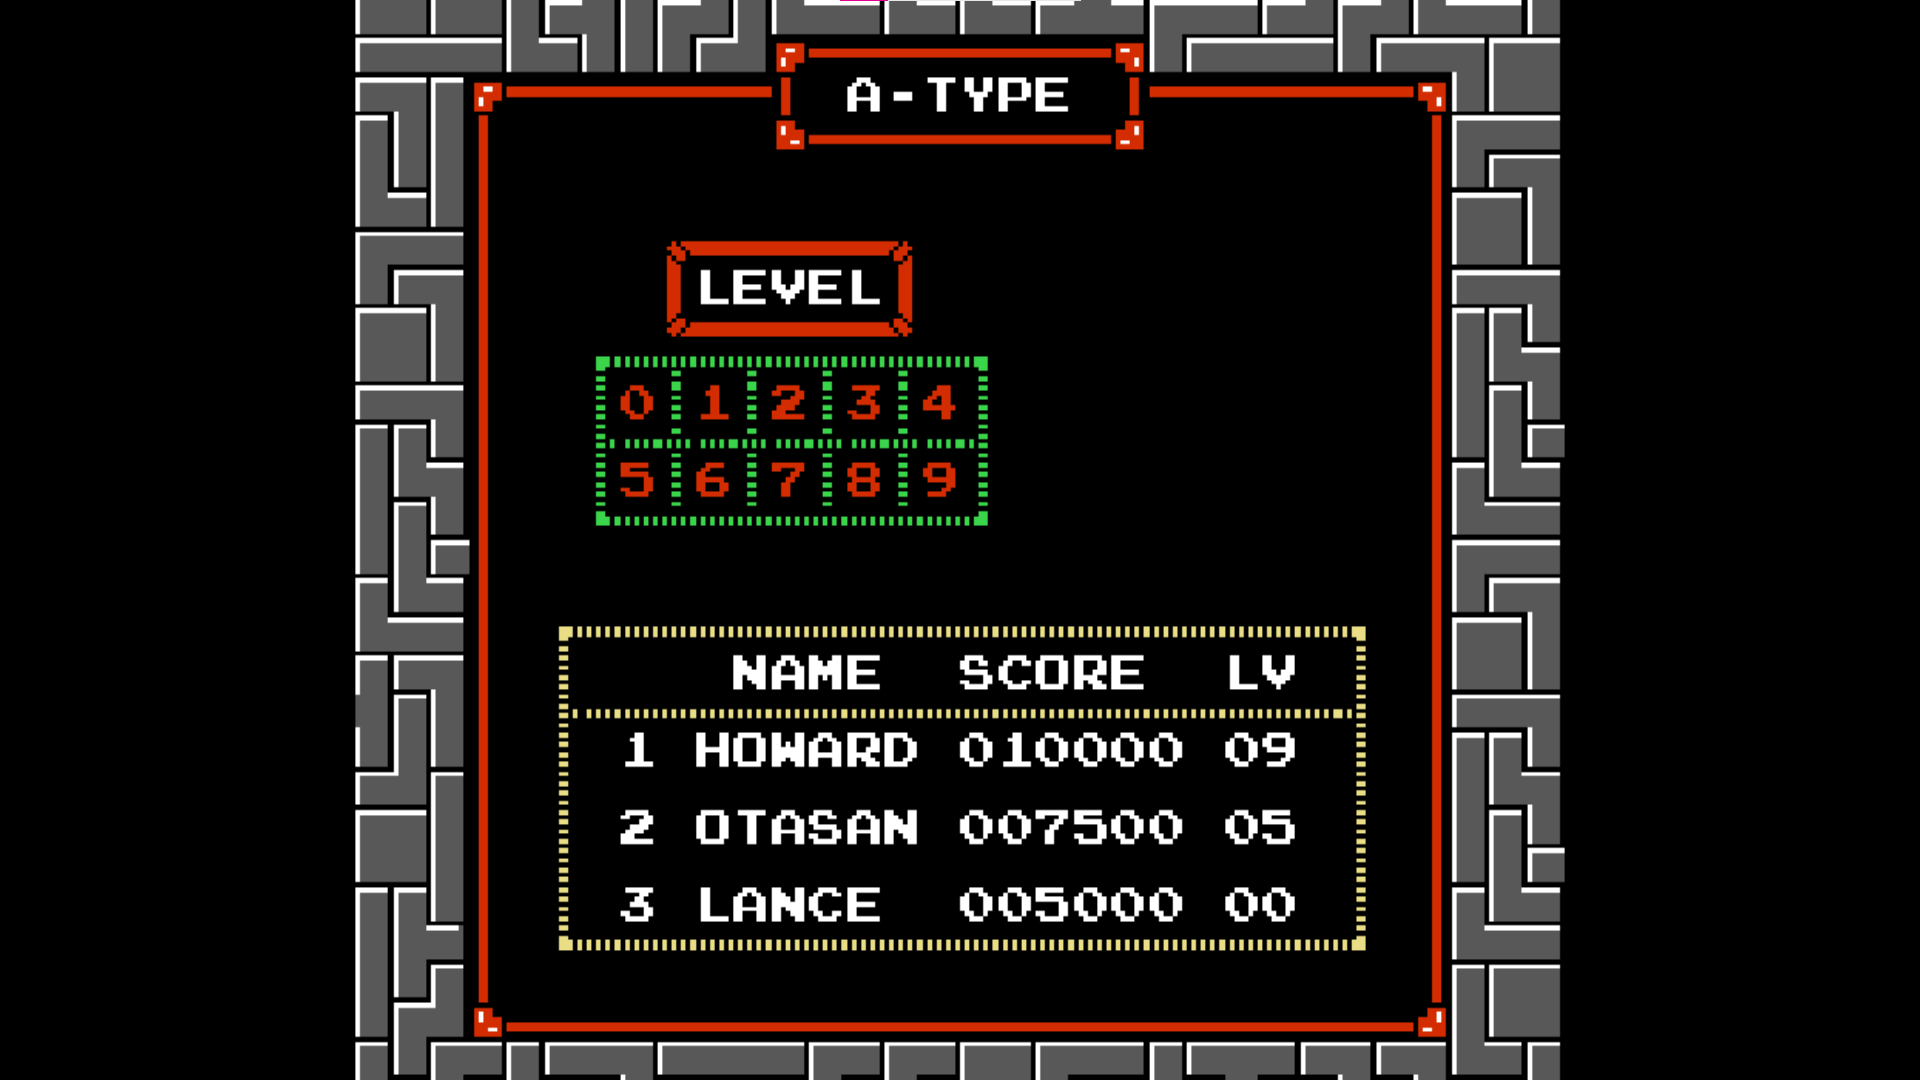 A-TYPE
LEVEL
0 1 2 3 4
5 6 7 8 9
NAME SCORE LV
1 HOWARD 010000 09
2 OTASAN 007500 05
3 LANCE 005000 00